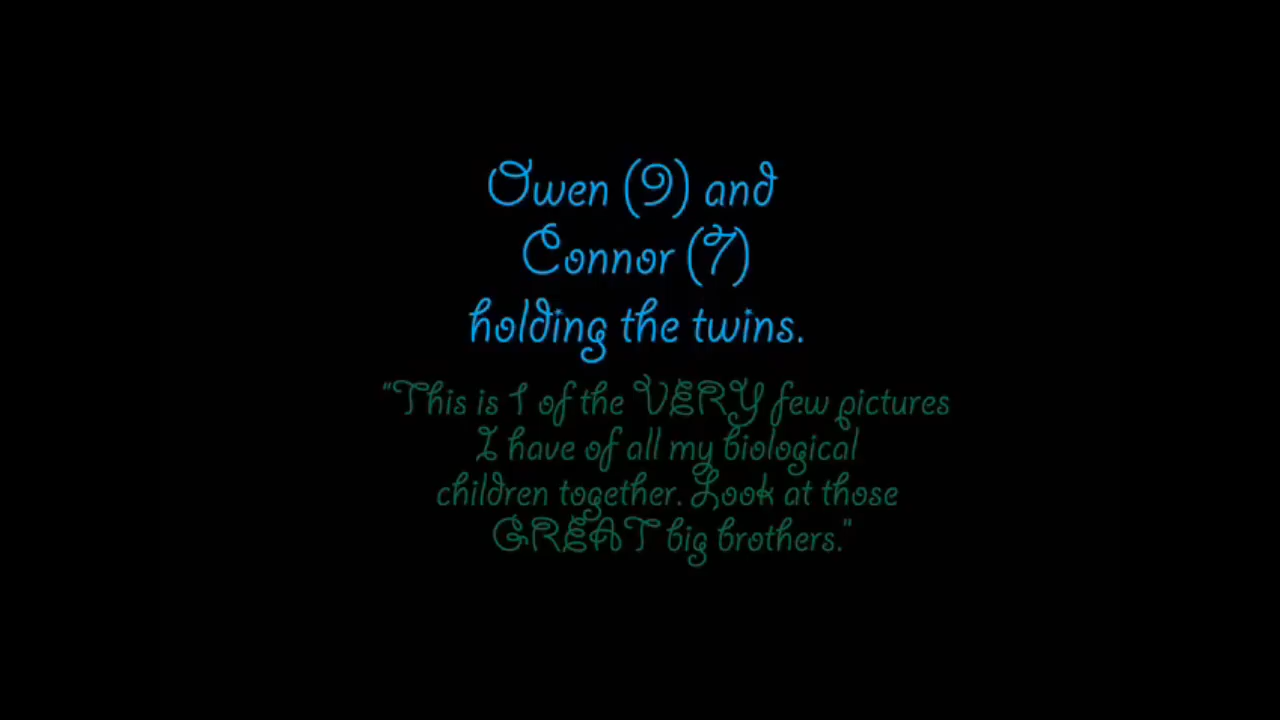 Owen (9) and
Connor (7)
holding the twins.
"This is 1 of the VERY few pictures
I have of all my biological
children together. Look at those
GREAT big brothers."